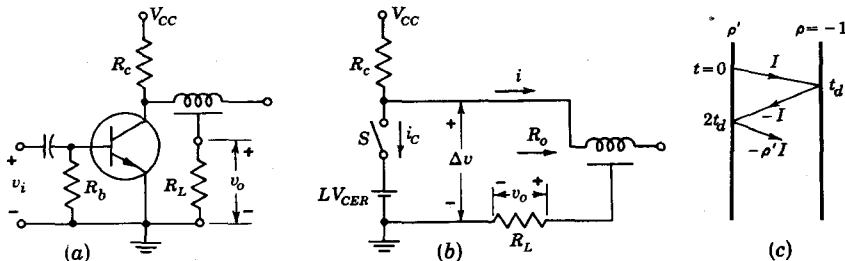 V_CC
R_c
+
v_i
-
R_b
R_L
+
v_o
-
(a)
V_CC
R_c
i
S
i_C
+
Δv
-
R_o
LV_CER
- v_o +
R_L
(b)
ρ′
ρ = −1
t = 0
I
t_d
−I
2t_d
−ρ′I
(c)